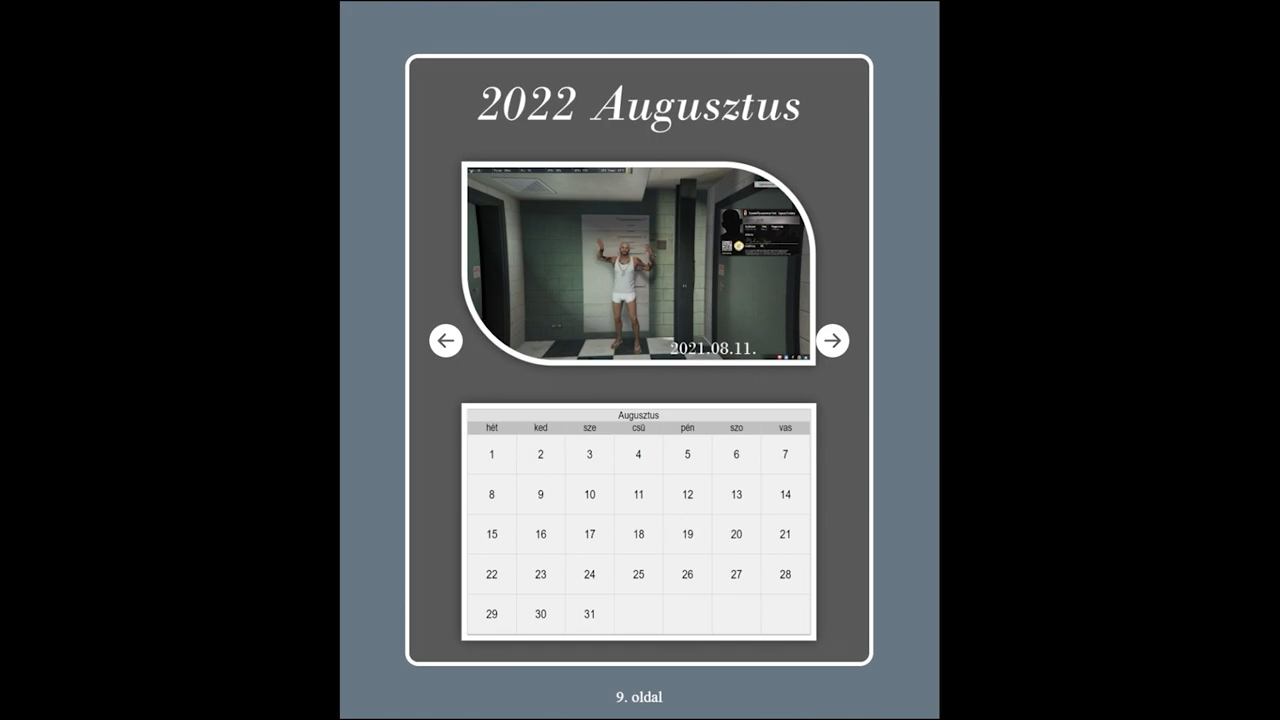 2022 Augusztus
2021.08.11.
Augusztus
hét ked sze csü pén szo vas
1 2 3 4 5 6 7
8 9 10 11 12 13 14
15 16 17 18 19 20 21
22 23 24 25 26 27 28
29 30 31
9. oldal